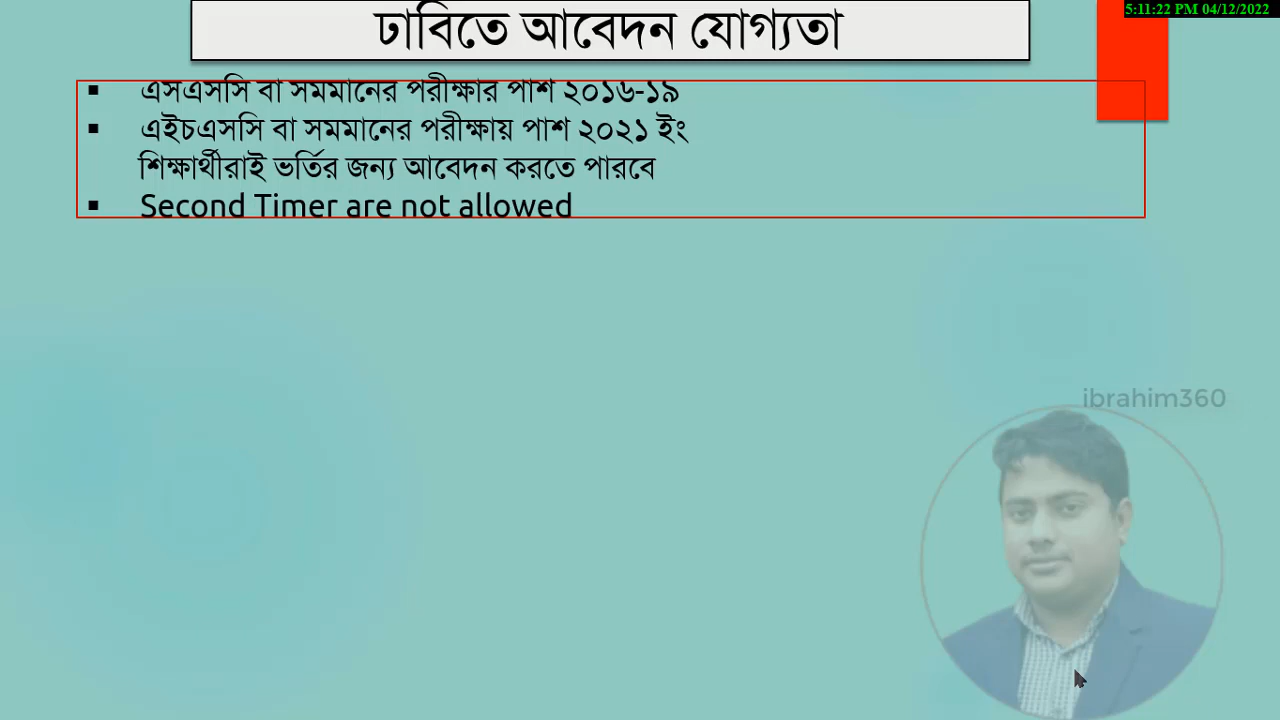 5:11:22 PM 04/12/2022
ঢাবিতে আবেদন যোগ্যতা
▪ এসএসসি বা সমমানের পরীক্ষার পাশ ২০১৬-১৯
▪ এইচএসসি বা সমমানের পরীক্ষায় পাশ ২০২১ ইং
শিক্ষার্থীরাই ভর্তির জন্য আবেদন করতে পারবে
▪ Second Timer are not allowed
ibrahim360